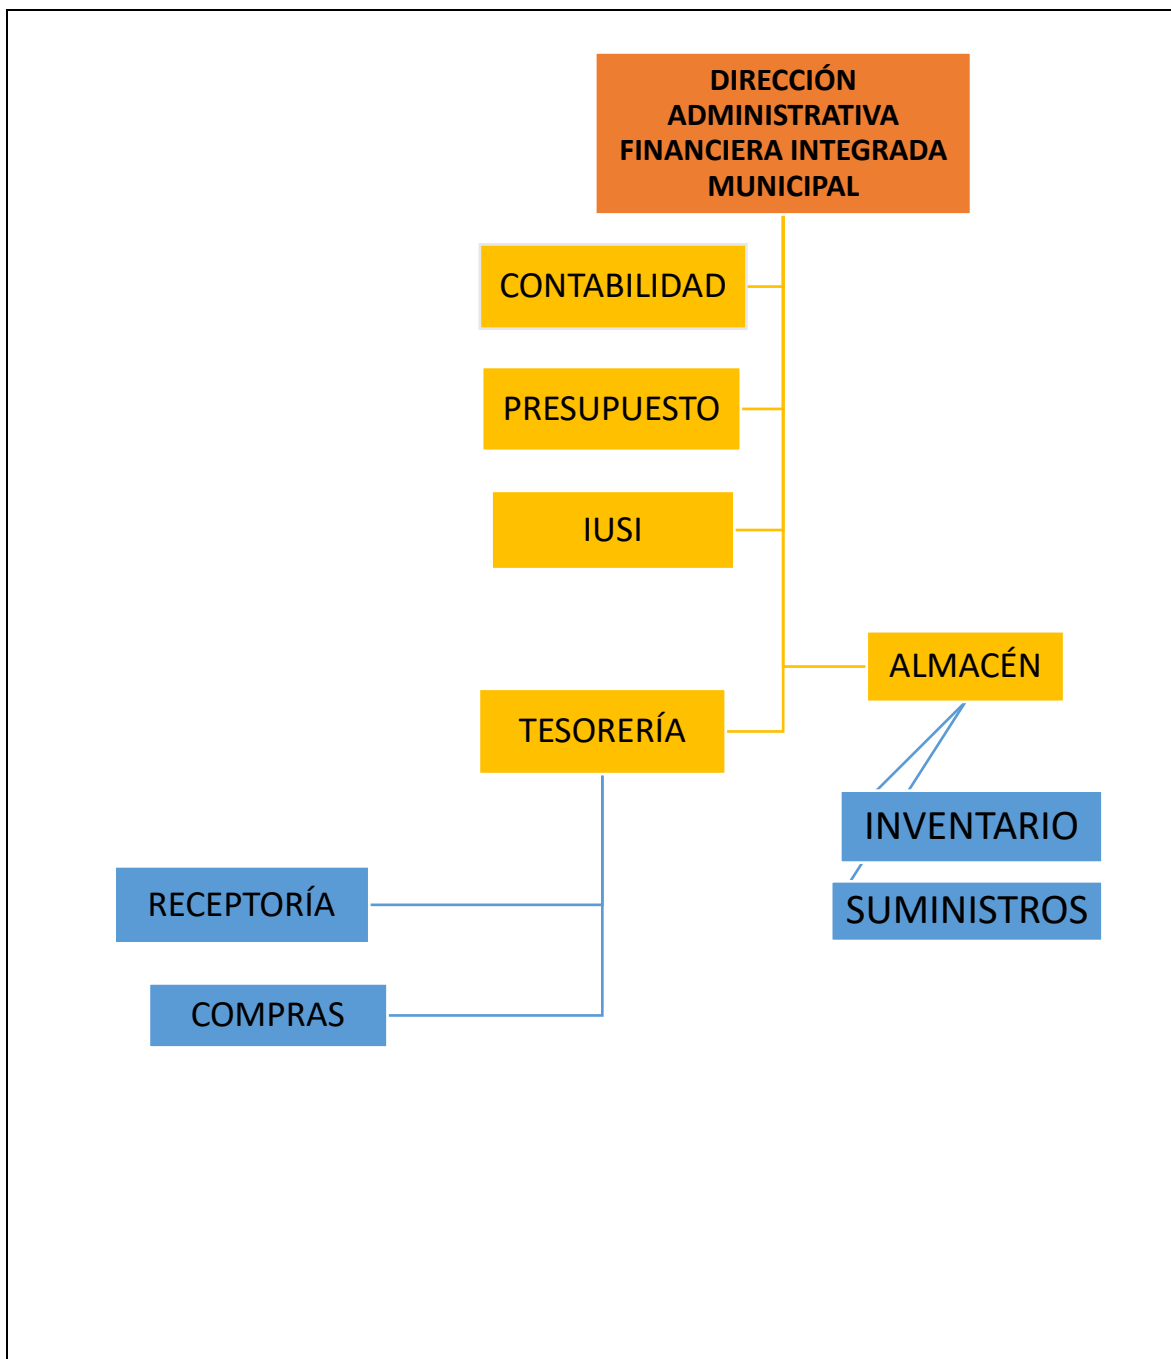 DIRECCIÓN
ADMINISTRATIVA
FINANCIERA INTEGRADA
MUNICIPAL
CONTABILIDAD
PRESUPUESTO
IUSI
ALMACÉN
TESORERÍA
INVENTARIO
RECEPTORÍA
SUMINISTROS
COMPRAS